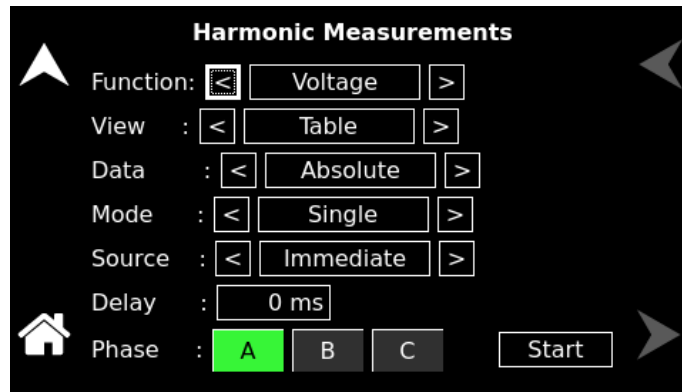 Harmonic Measurements
Function: < Voltage >
View : < Table >
Data : < Absolute >
Mode : < Single >
Source : < Immediate >
Delay : 0 ms
Phase : A B C Start